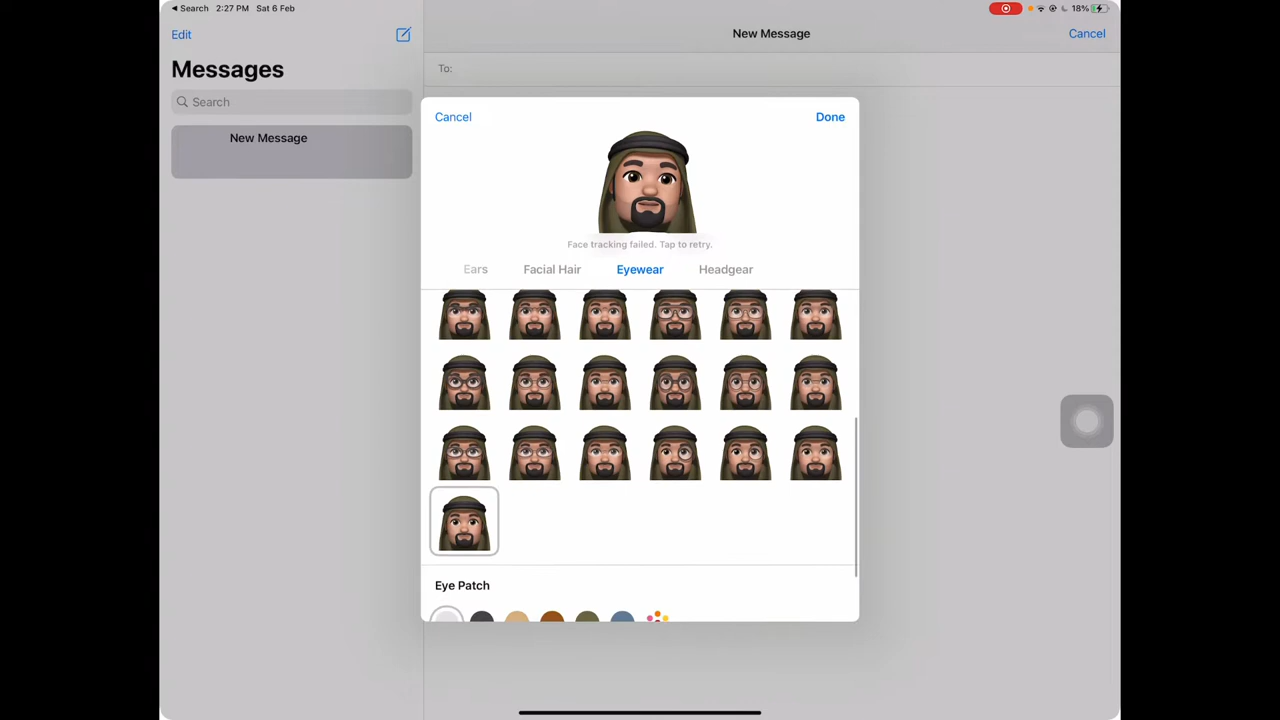 Search 2:27 PM Sat 6 Feb 18%
Edit
New Message
Cancel
Messages
To:
Search
Cancel
Done
New Message
Face tracking failed. Tap to retry.
Ears Facial Hair Eyewear Headgear
Eye Patch